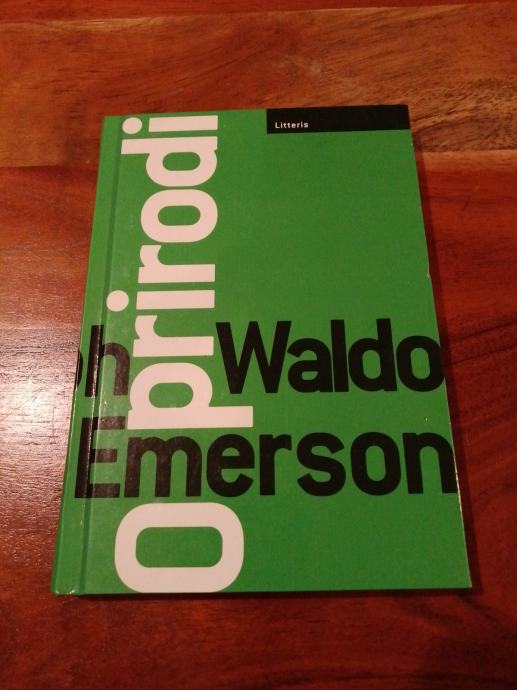 Litteris
O prirodi
h Waldo
Emerson